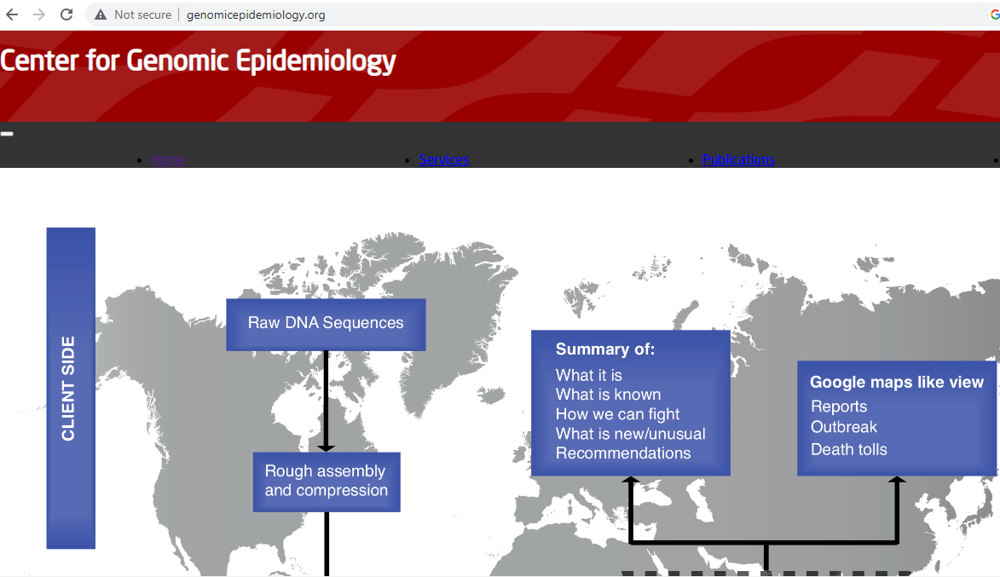 Not secure
genomicepidemiology.org
Center for Genomic Epidemiology
Home
Services
Publications
CLIENT SIDE
Raw DNA Sequences
Rough assembly
and compression
Summary of:
What it is
What is known
How we can fight
What is new/unusual
Recommendations
Google maps like view
Reports
Outbreak
Death tolls